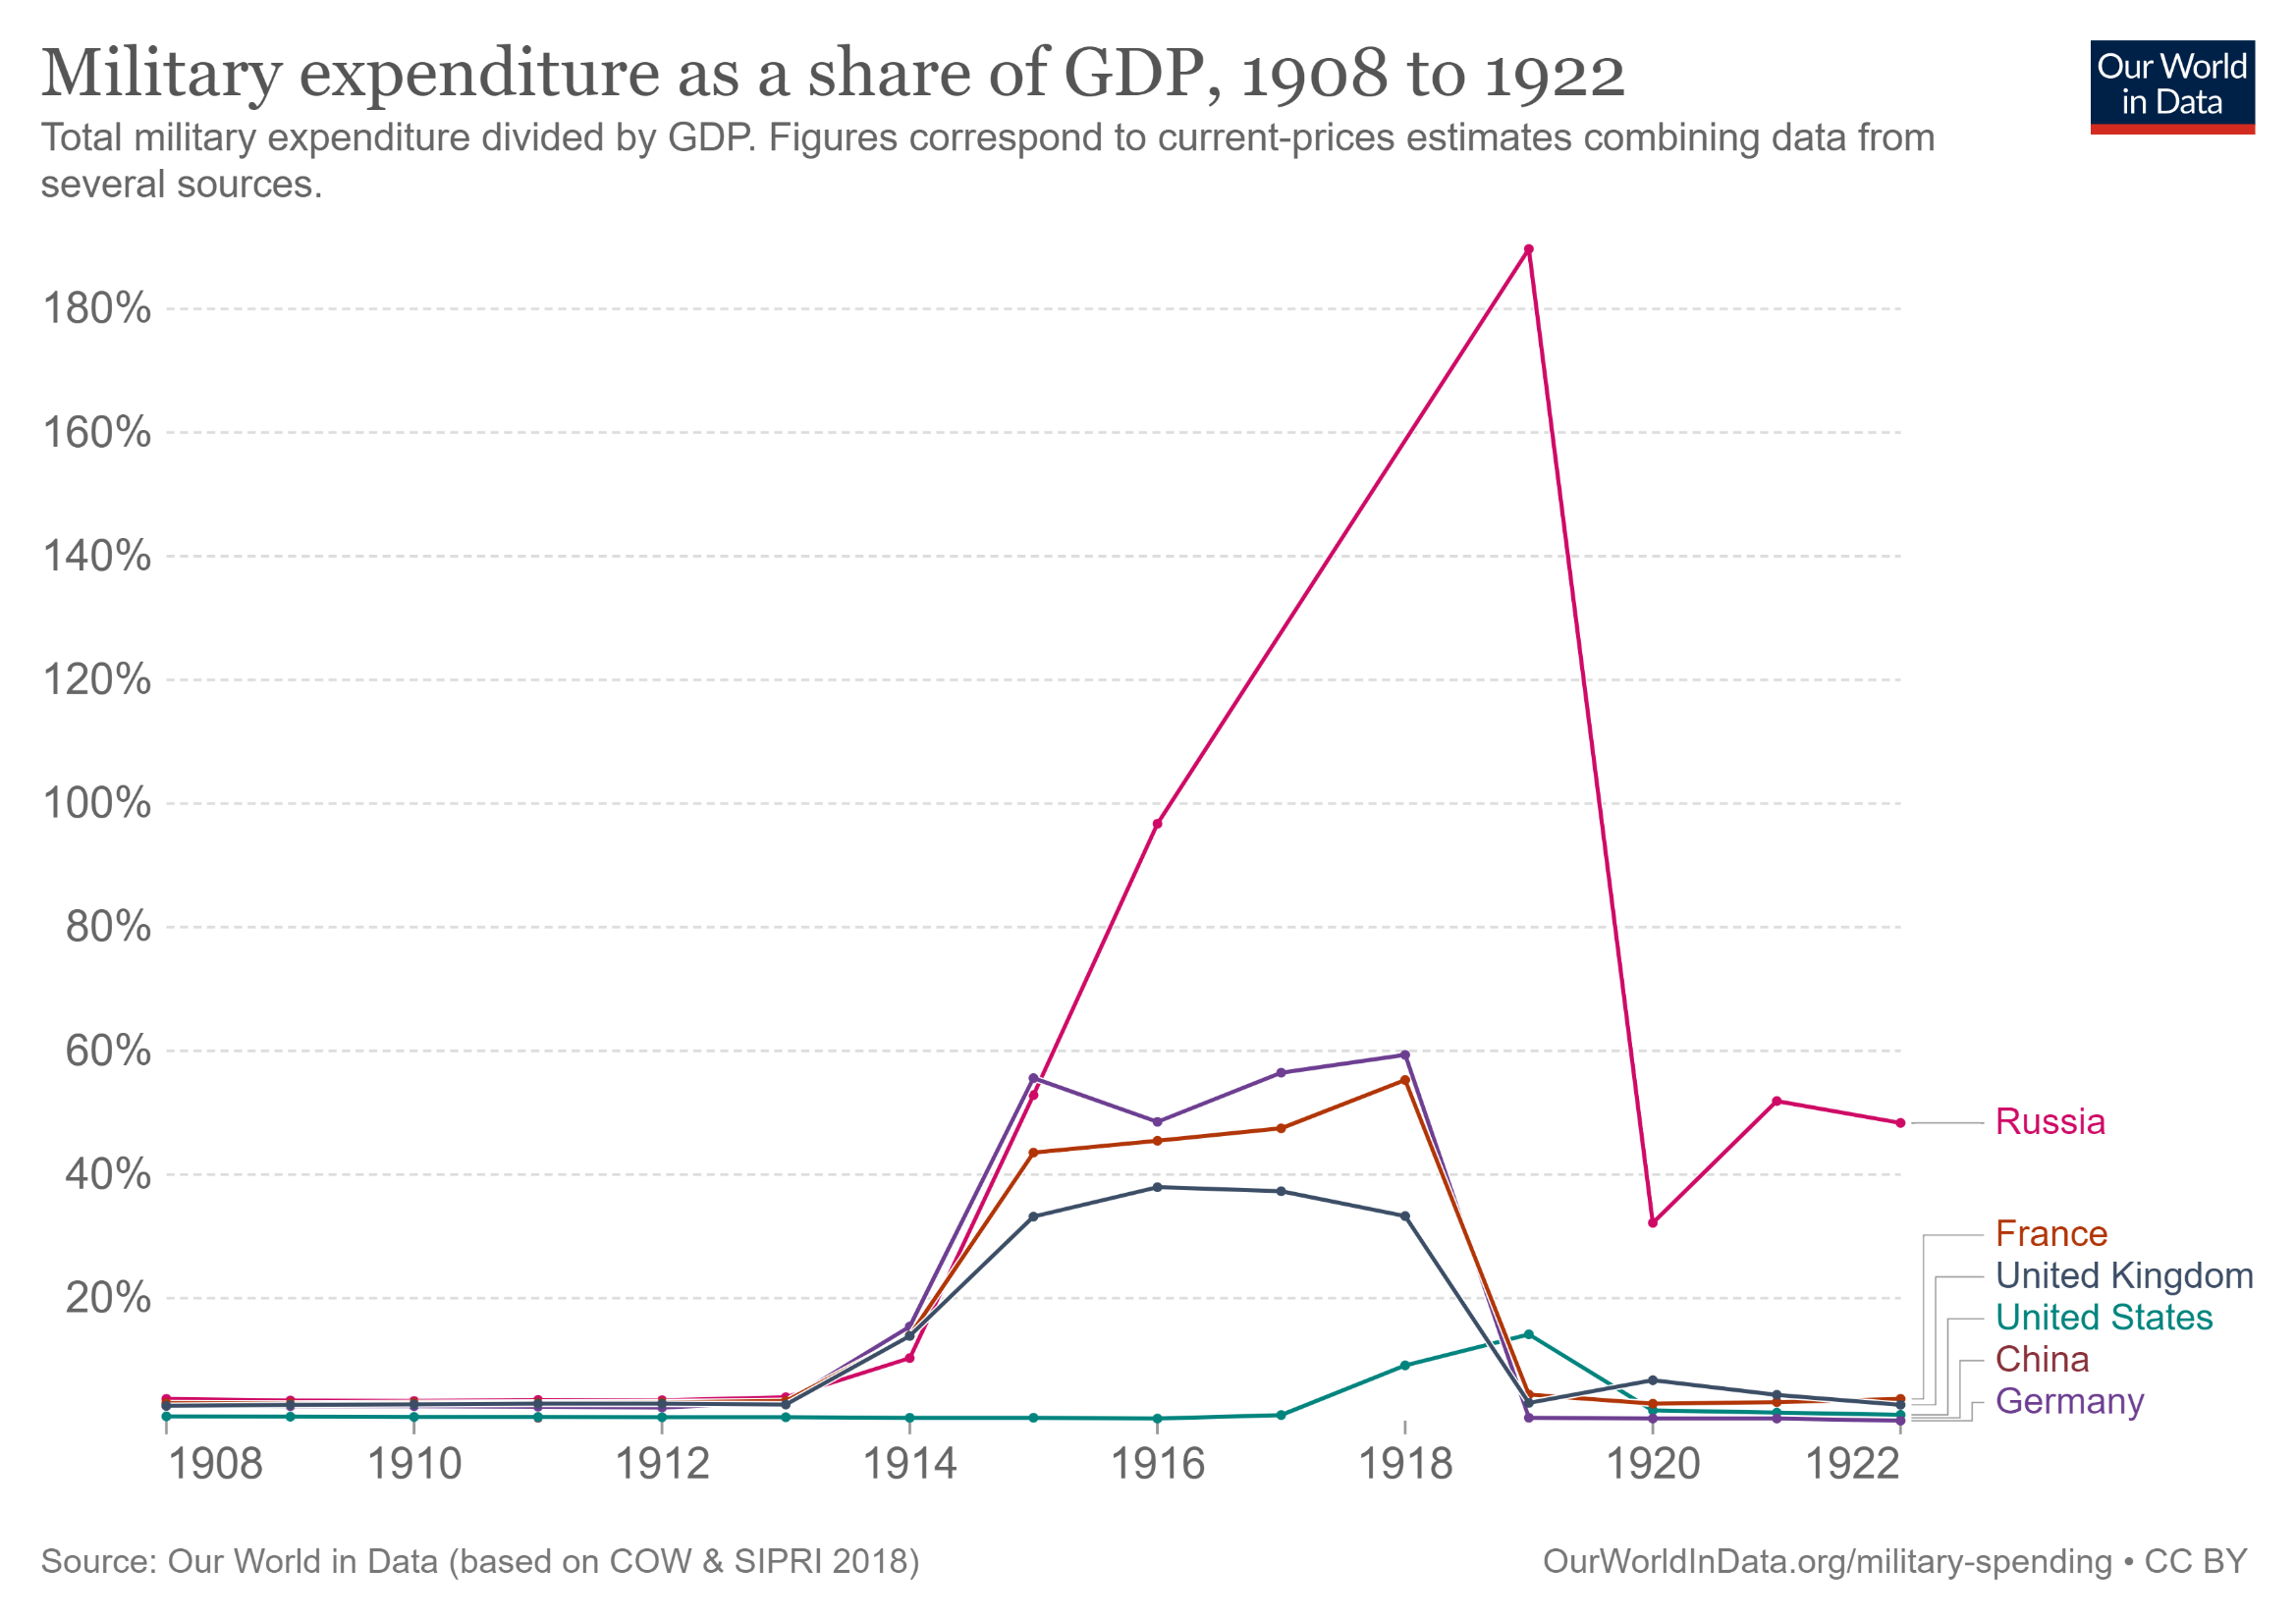 Military expenditure as a share of GDP, 1908 to 1922
Our World
in Data
Total military expenditure divided by GDP. Figures correspond to current-prices estimates combining data from
several sources.
180%
160%
140%
120%
100%
80%
60%
40%
20%
Russia
France
United Kingdom
United States
China
Germany
1908 1910 1912 1914 1916 1918 1920 1922
Source: Our World in Data (based on COW & SIPRI 2018)
OurWorldInData.org/military-spending • CC BY